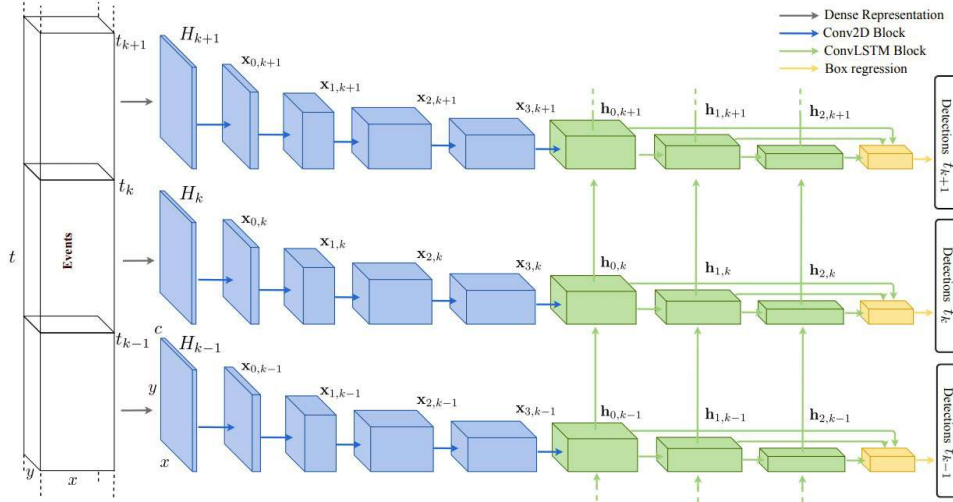 Dense Representation
Conv2D Block
ConvLSTM Block
Box regression
t_{k+1}
H_{k+1}
x_{0,k+1}
x_{1,k+1}
x_{2,k+1}
x_{3,k+1}
h_{0,k+1}
h_{1,k+1}
h_{2,k+1}
Detections t_{k+1}
t_k
H_k
x_{0,k}
x_{1,k}
x_{2,k}
x_{3,k}
h_{0,k}
h_{1,k}
h_{2,k}
Detections t_k
t
Events
t_{k-1}
c
H_{k-1}
y
x
x_{0,k-1}
x_{1,k-1}
x_{2,k-1}
x_{3,k-1}
h_{0,k-1}
h_{1,k-1}
h_{2,k-1}
Detections t_{k-1}
y
x